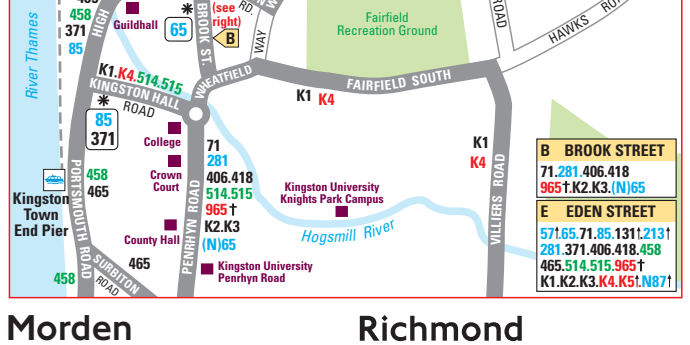 458
371
85
HIGH
River Thames
Guildhall
65
BROOK ST.
(see
right)
B
RD.
WAY
Fairfield
Recreation Ground
ROAD
HAWKS
K1.K4.514.515
KINGSTON HALL
ROAD
WHEATFIELD
FAIRFIELD SOUTH
K1 K4
*
85
371
*
College
Crown
Court
County Hall
71
281
406.418
514.515
965†
K2.K3
(N)65
PENRHYN ROAD
458
465
PORTSMOUTH ROAD
Kingston
Town
End Pier
458
SURBITON
ROAD
465
Kingston University
Penrhyn Road
Kingston University
Knights Park Campus
Hogsmill River
K1
K4
VILLIERS ROAD
B BROOK STREET
71.281.406.418
965†.K2.K3.(N)65
E EDEN STREET
57†.65.71.85.131†.213†
281.371.406.418.458
465.514.515.965†
K1.K2.K3.K4.K5†.N87†
Morden
Richmond